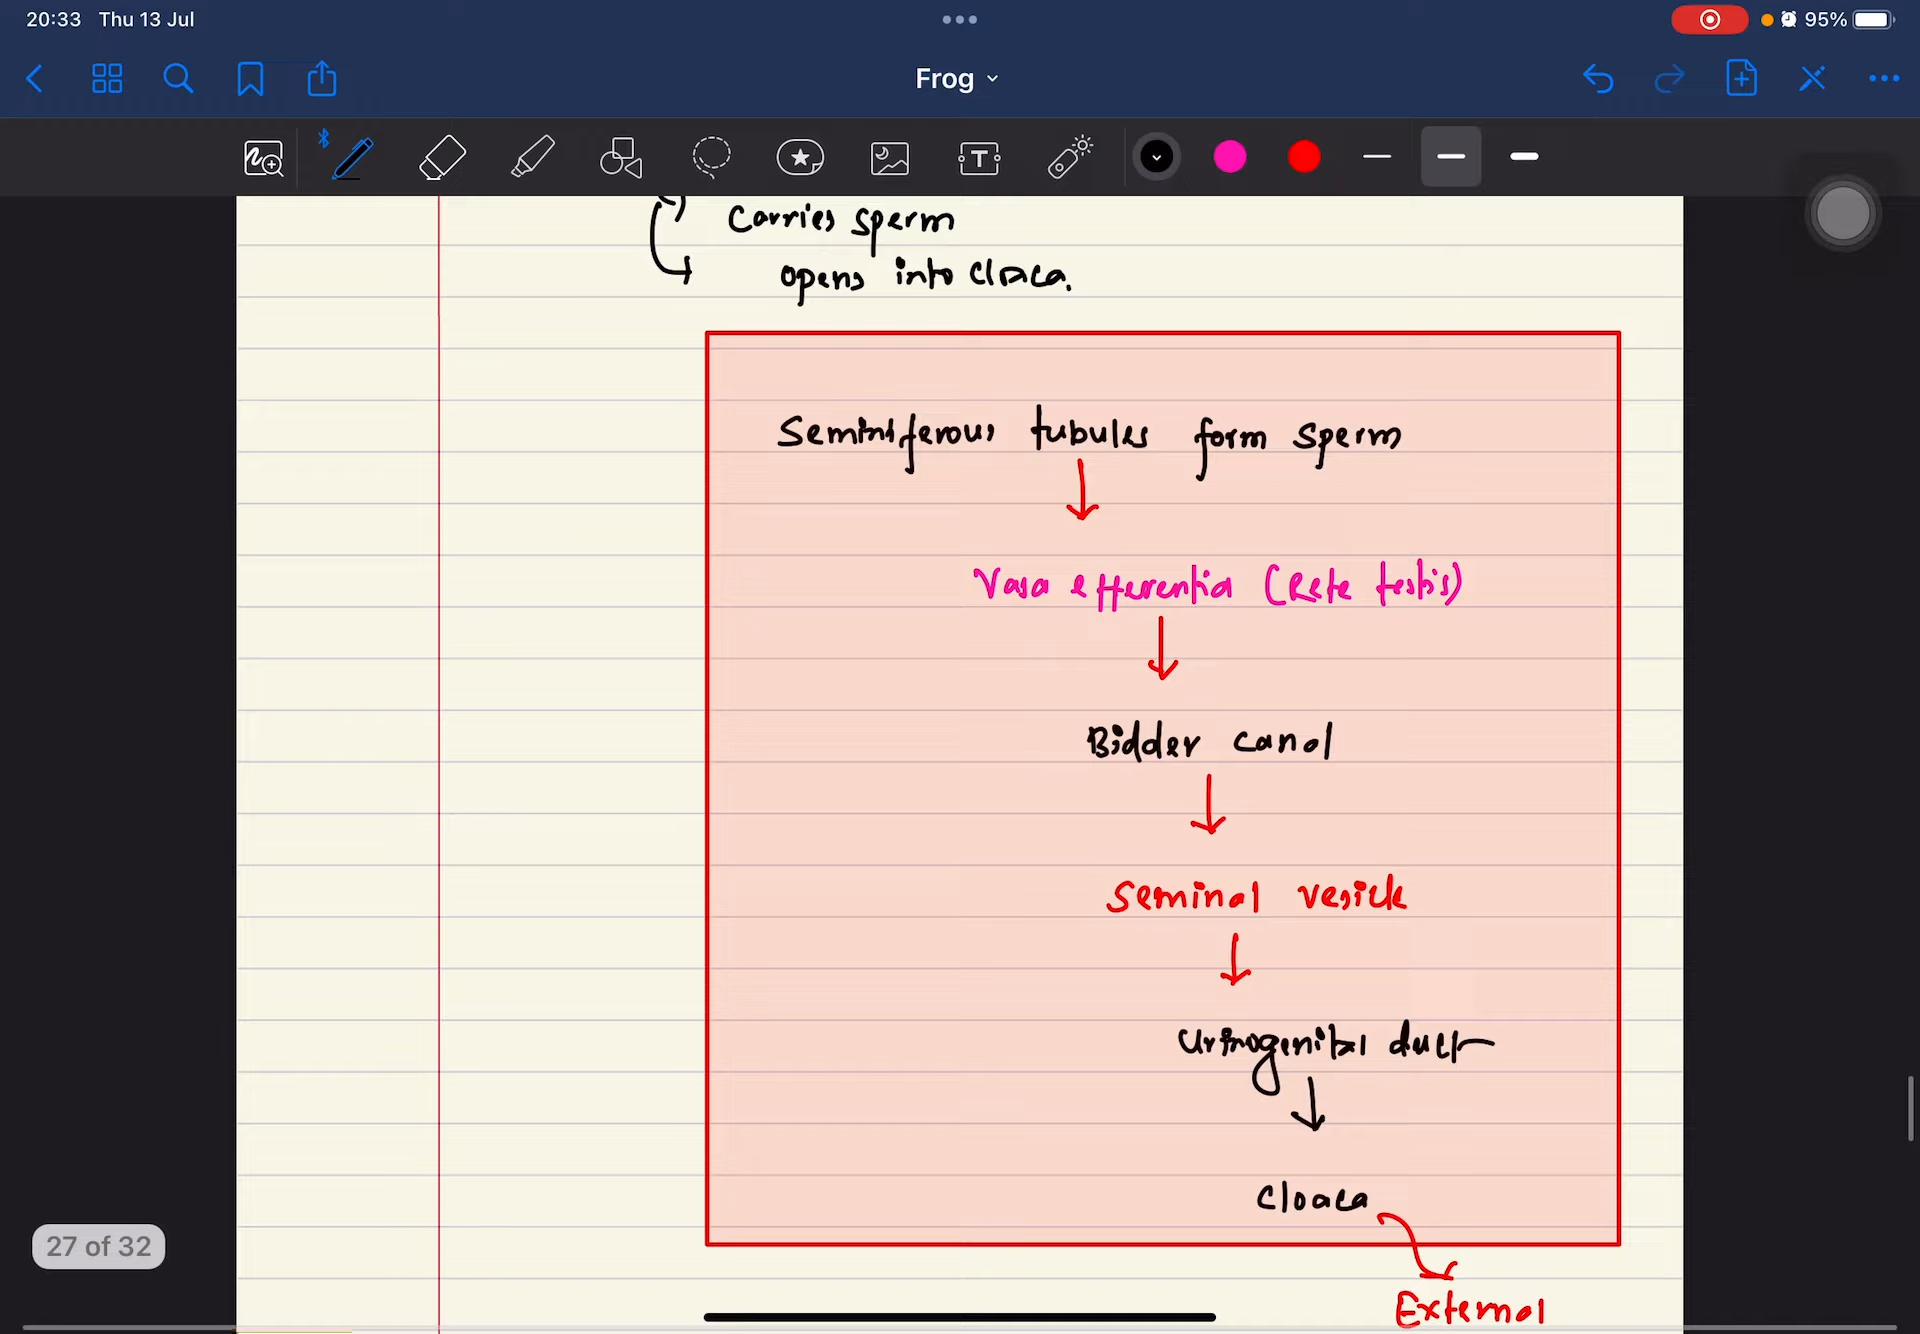 20:33 Thu 13 Jul
95%
Frog
Carries sperm
opens into cloaca.
Seminiferous tubules form sperm
Vasa efferentia (Rete testis)
Bidder canal
Seminal vesicle
Urinogenital duct
Cloaca
External
27 of 32